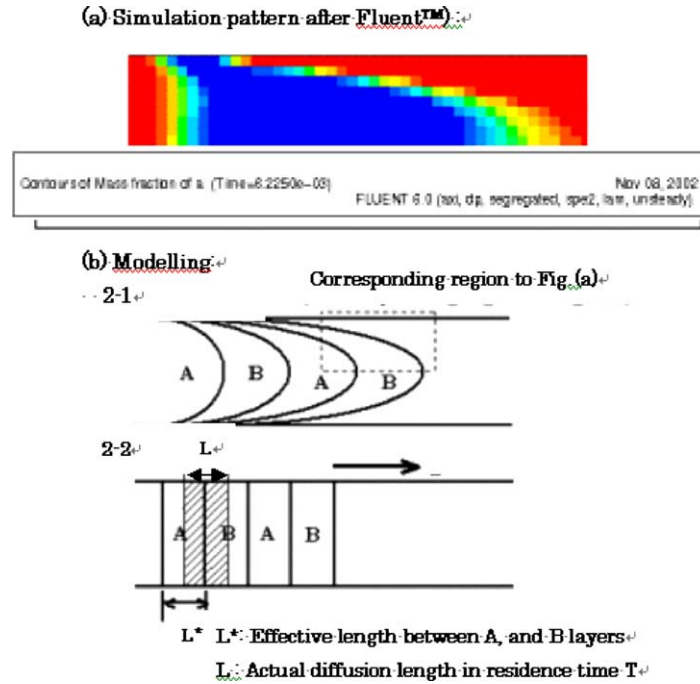 (a) Simulation pattern after Fluent™) :
Contours of Mass fraction of a (Time=6.2250e-03)
Nov 08, 2002
FLUENT 6.0 (axi, dp, segregated, spe2, lam, unsteady)
(b) Modelling:
Corresponding region to Fig.(a)
2-1
A B A B
2-2
L
A B A B
L* L*: Effective length between A, and B layers
L : Actual diffusion length in residence time T